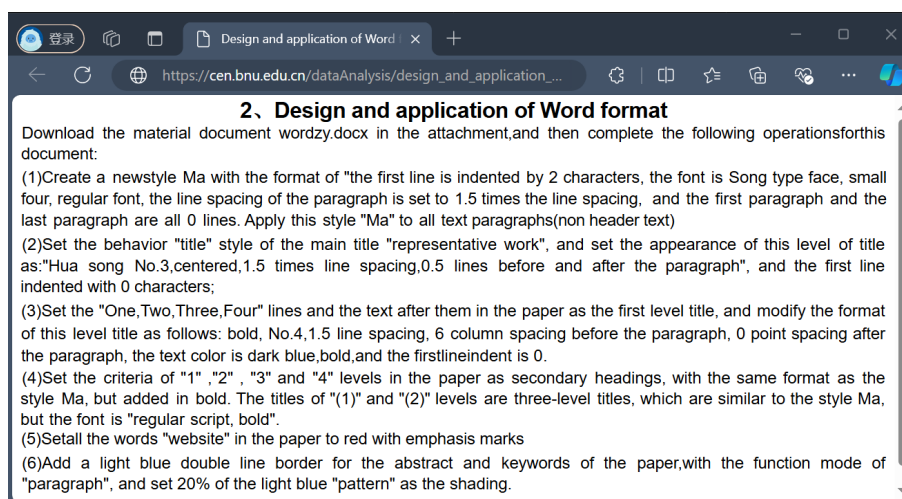 登录
Design and application of Word f
https://cen.bnu.edu.cn/dataAnalysis/design_and_application_...
2、Design and application of Word format
Download the material document wordzy.docx in the attachment,and then complete the following operationsforthis
document:
(1)Create a newstyle Ma with the format of "the first line is indented by 2 characters, the font is Song type face, small
four, regular font, the line spacing of the paragraph is set to 1.5 times the line spacing, and the first paragraph and the
last paragraph are all 0 lines. Apply this style "Ma" to all text paragraphs(non header text)
(2)Set the behavior "title" style of the main title "representative work", and set the appearance of this level of title
as:"Hua song No.3,centered,1.5 times line spacing,0.5 lines before and after the paragraph", and the first line
indented with 0 characters;
(3)Set the "One,Two,Three,Four" lines and the text after them in the paper as the first level title, and modify the format
of this level title as follows: bold, No.4,1.5 line spacing, 6 column spacing before the paragraph, 0 point spacing after
the paragraph, the text color is dark blue,bold,and the firstlineindent is 0.
(4)Set the criteria of "1" ,"2" , "3" and "4" levels in the paper as secondary headings, with the same format as the
style Ma, but added in bold. The titles of "(1)" and "(2)" levels are three-level titles, which are similar to the style Ma,
but the font is "regular script, bold".
(5)Setall the words "website" in the paper to red with emphasis marks
(6)Add a light blue double line border for the abstract and keywords of the paper,with the function mode of
"paragraph", and set 20% of the light blue "pattern" as the shading.